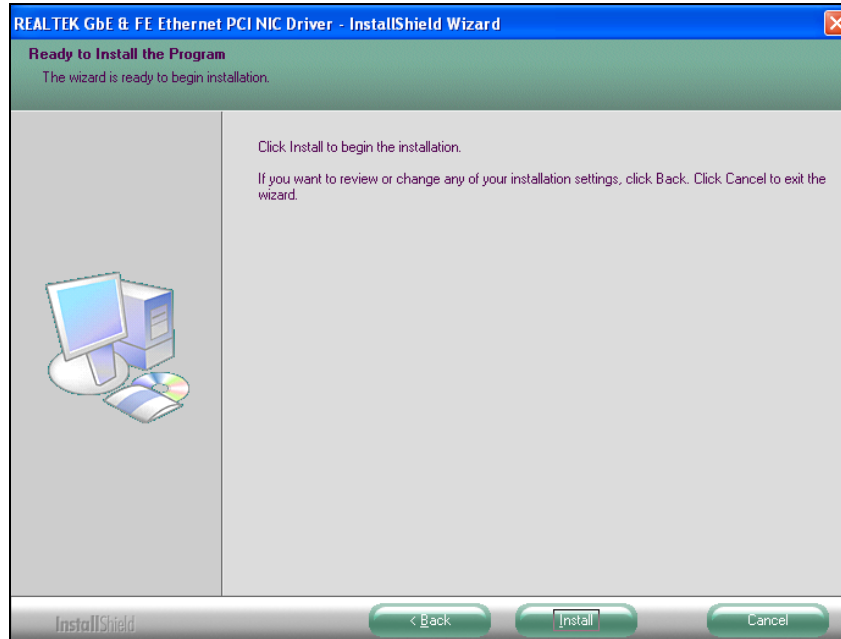 REALTEK GbE & FE Ethernet PCI NIC Driver - InstallShield Wizard
Ready to Install the Program
The wizard is ready to begin installation.
Click Install to begin the installation.
If you want to review or change any of your installation settings, click Back. Click Cancel to exit the
wizard.
InstallShield
< Back
Install
Cancel